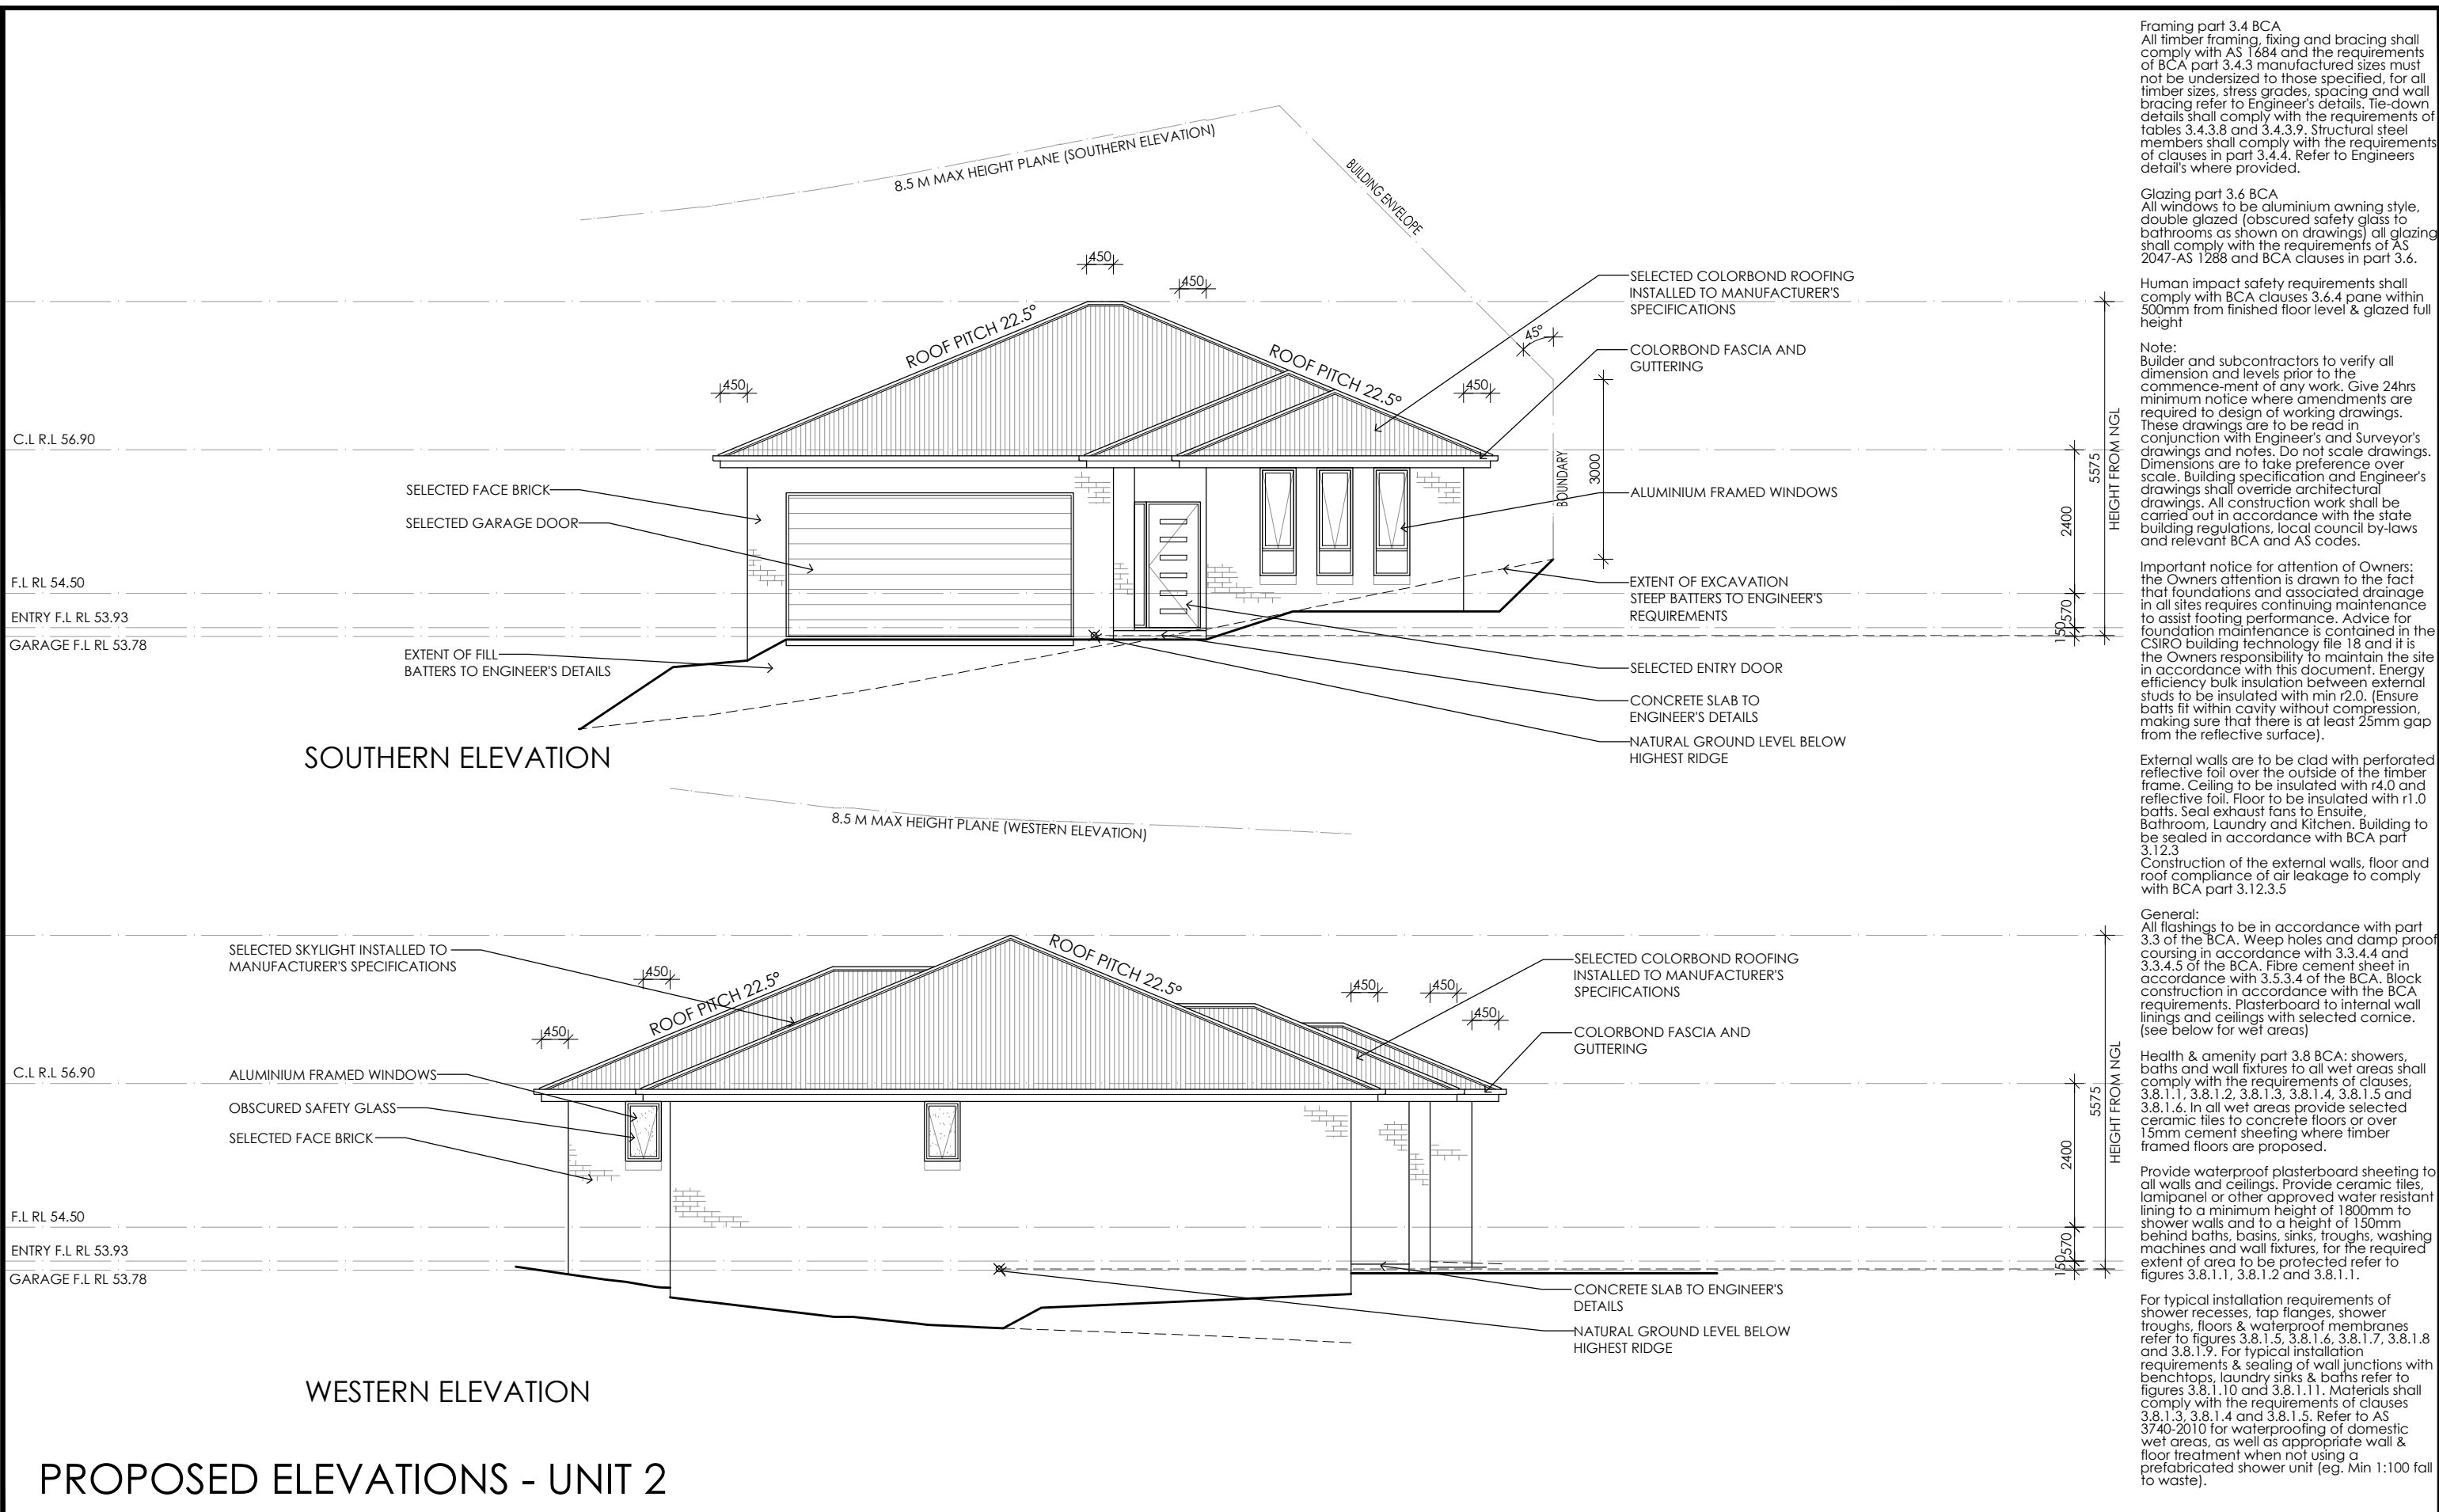 8.5 M MAX HEIGHT PLANE (SOUTHERN ELEVATION)
BUILDING ENVELOPE
450
450
450
450
45°
ROOF PITCH 22.5°
ROOF PITCH 22.5°
SELECTED COLORBOND ROOFING
INSTALLED TO MANUFACTURER'S
SPECIFICATIONS
COLORBOND FASCIA AND
GUTTERING
C.L R.L 56.90
SELECTED FACE BRICK
SELECTED GARAGE DOOR
BOUNDARY
3000
ALUMINIUM FRAMED WINDOWS
2400
5575
HEIGHT FROM NGL
F.L RL 54.50
ENTRY F.L RL 53.93
GARAGE F.L RL 53.78
570
150
EXTENT OF EXCAVATION
STEEP BATTERS TO ENGINEER'S
REQUIREMENTS
EXTENT OF FILL
BATTERS TO ENGINEER'S DETAILS
SELECTED ENTRY DOOR
CONCRETE SLAB TO
ENGINEER'S DETAILS
NATURAL GROUND LEVEL BELOW
HIGHEST RIDGE
SOUTHERN ELEVATION
8.5 M MAX HEIGHT PLANE (WESTERN ELEVATION)
SELECTED SKYLIGHT INSTALLED TO
MANUFACTURER'S SPECIFICATIONS
450
450
450
450
450
ROOF PITCH 22.5°
ROOF PITCH 22.5°
SELECTED COLORBOND ROOFING
INSTALLED TO MANUFACTURER'S
SPECIFICATIONS
COLORBOND FASCIA AND
GUTTERING
C.L R.L 56.90
ALUMINIUM FRAMED WINDOWS
OBSCURED SAFETY GLASS
SELECTED FACE BRICK
2400
5575
HEIGHT FROM NGL
F.L RL 54.50
ENTRY F.L RL 53.93
GARAGE F.L RL 53.78
570
150
CONCRETE SLAB TO ENGINEER'S
DETAILS
NATURAL GROUND LEVEL BELOW
HIGHEST RIDGE
WESTERN ELEVATION
PROPOSED ELEVATIONS - UNIT 2
Framing part 3.4 BCA
All timber framing, fixing and bracing shall
comply with AS 1684 and the requirements
of BCA part 3.4.3 manufactured sizes must
not be undersized to those specified, for all
timber sizes, stress grades, spacing and wall
bracing refer to Engineer's details. Tie-down
details shall comply with the requirements of
tables 3.4.3.8 and 3.4.3.9. Structural steel
members shall comply with the requirements
of clauses in part 3.4.4. Refer to Engineers
detail's where provided.
Glazing part 3.6 BCA
All windows to be aluminium awning style,
double glazed (obscured safety glass to
bathrooms as shown on drawings) all glazing
shall comply with the requirements of AS
2047-AS 1288 and BCA clauses in part 3.6.
Human impact safety requirements shall
comply with BCA clauses 3.6.4 pane within
500mm from finished floor level & glazed full
height
Note:
Builder and subcontractors to verify all
dimension and levels prior to the
commence-ment of any work. Give 24hrs
minimum notice where amendments are
required to design of working drawings.
These drawings are to be read in
conjunction with Engineer's and Surveyor's
drawings and notes. Do not scale drawings.
Dimensions are to take preference over
scale. Building specification and Engineer's
drawings shall override architectural
drawings. All construction work shall be
carried out in accordance with the state
building regulations, local council by-laws
and relevant BCA and AS codes.
Important notice for attention of Owners:
the Owners attention is drawn to the fact
that foundations and associated drainage
in all sites requires continuing maintenance
to assist footing performance. Advice for
foundation maintenance is contained in the
CSIRO building technology file 18 and it is
the Owners responsibility to maintain the site
in accordance with this document. Energy
efficiency bulk insulation between external
studs to be insulated with min r2.0. (Ensure
batts fit within cavity without compression,
making sure that there is at least 25mm gap
from the reflective surface).
External walls are to be clad with perforated
reflective foil over the outside of the timber
frame. Ceiling to be insulated with r4.0 and
reflective foil. Floor to be insulated with r1.0
batts. Seal exhaust fans to Ensuite,
Bathroom, Laundry and Kitchen. Building to
be sealed in accordance with BCA part
3.12.3
Construction of the external walls, floor and
roof compliance of air leakage to comply
with BCA part 3.12.3.5
General:
All flashings to be in accordance with part
3.3 of the BCA. Weep holes and damp proof
coursing in accordance with 3.3.4.4 and
3.3.4.5 of the BCA. Fibre cement sheet in
accordance with 3.5.3.4 of the BCA. Block
construction in accordance with the BCA
requirements. Plasterboard to internal wall
linings and ceilings with selected cornice.
(see below for wet areas)
Health & amenity part 3.8 BCA: showers,
baths and wall fixtures to all wet areas shall
comply with the requirements of clauses,
3.8.1.1, 3.8.1.2, 3.8.1.3, 3.8.1.4, 3.8.1.5 and
3.8.1.6. In all wet areas provide selected
ceramic tiles to concrete floors or over
15mm cement sheeting where timber
framed floors are proposed.
Provide waterproof plasterboard sheeting to
all walls and ceilings. Provide ceramic tiles,
lamipanel or other approved water resistant
lining to a minimum height of 1800mm to
shower walls and to a height of 150mm
behind baths, basins, sinks, troughs, washing
machines and wall fixtures, for the required
extent of area to be protected refer to
figures 3.8.1.1, 3.8.1.2 and 3.8.1.1.
For typical installation requirements of
shower recesses, tap flanges, shower
troughs, floors & waterproof membranes
refer to figures 3.8.1.5, 3.8.1.6, 3.8.1.7, 3.8.1.8
and 3.8.1.9. For typical installation
requirements & sealing of wall junctions with
benchtops, laundry sinks & baths refer to
figures 3.8.1.10 and 3.8.1.11. Materials shall
comply with the requirements of clauses
3.8.1.3, 3.8.1.4 and 3.8.1.5. Refer to AS
3740-2010 for waterproofing of domestic
wet areas, as well as appropriate wall &
floor treatment when not using a
prefabricated shower unit (eg. Min 1:100 fall
to waste).